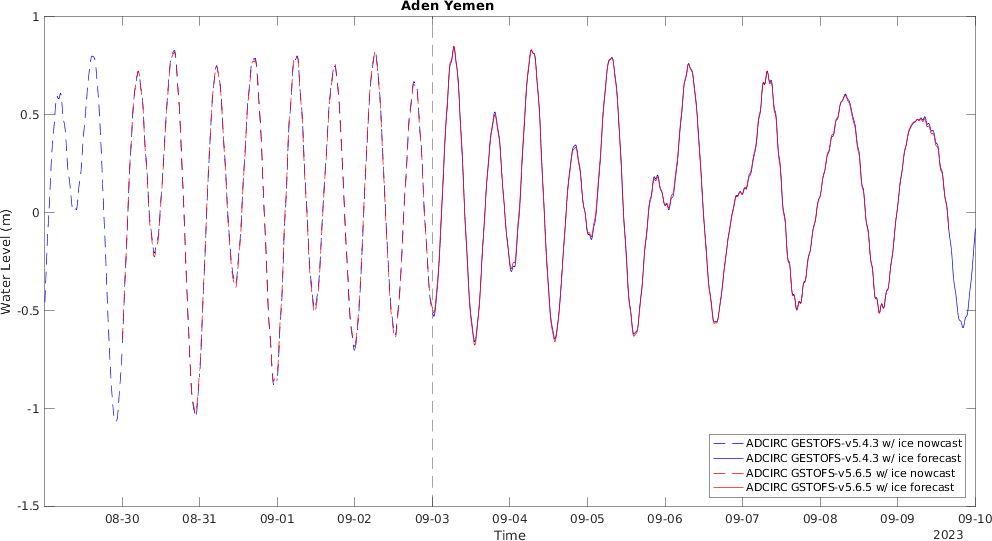 Aden Yemen
1
0.5
0
-0.5
-1
-1.5
Water Level (m)
08-30 08-31 09-01 09-02 09-03 09-04 09-05 09-06 09-07 09-08 09-09 09-10
Time
2023
ADCIRC GESTOFS-v5.4.3 w/ ice nowcast
ADCIRC GESTOFS-v5.4.3 w/ ice forecast
ADCIRC GSTOFS-v5.6.5 w/ ice nowcast
ADCIRC GSTOFS-v5.6.5 w/ ice forecast